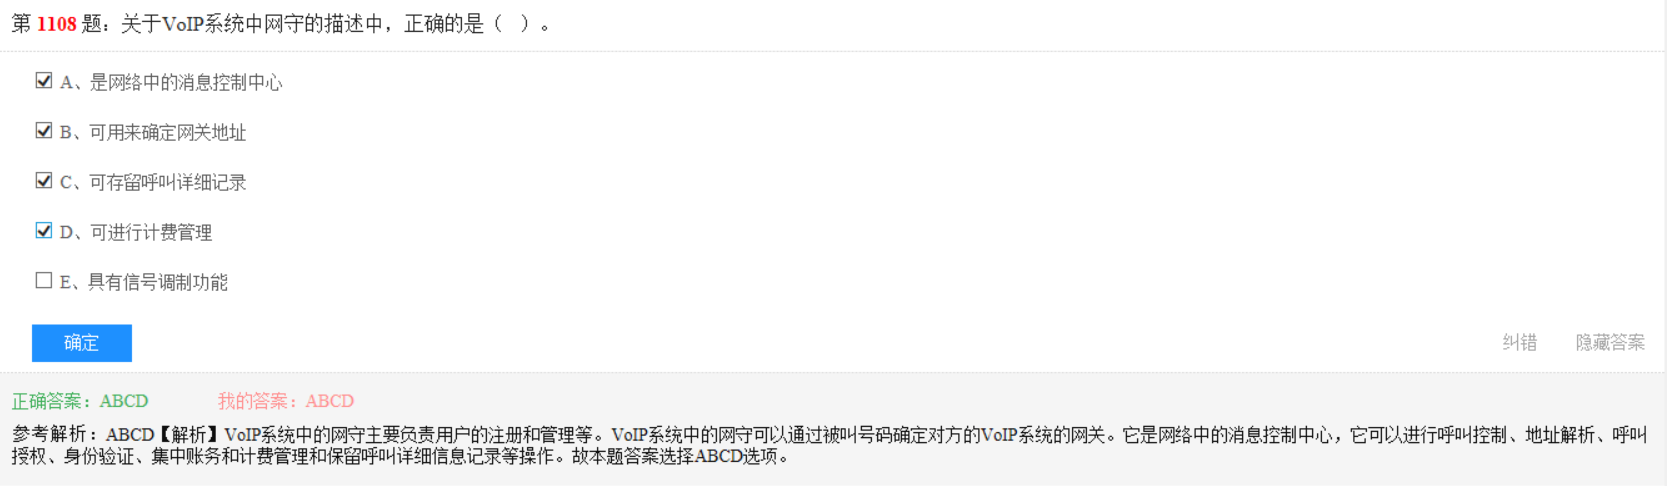 第 1108 题：关于VoIP系统中网守的描述中，正确的是（　）。
A、是网络中的消息控制中心
B、可用来确定网关地址
C、可存留呼叫详细记录
D、可进行计费管理
E、具有信号调制功能
确定 纠错 隐藏答案
正确答案：ABCD 我的答案：ABCD
参考解析：ABCD【解析】VoIP系统中的网守主要负责用户的注册和管理等。VoIP系统中的网守可以通过被叫号码确定对方的VoIP系统的网关。它是网络中的消息控制中心，它可以进行呼叫控制、地址解析、呼叫
授权、身份验证、集中账务和计费管理和保留呼叫详细信息记录等操作。故本题答案选择ABCD选项。